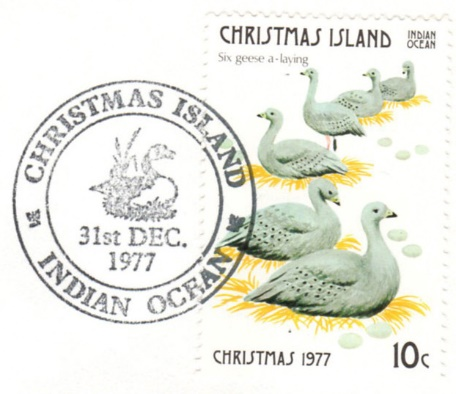 CHRISTMAS ISLAND
31st DEC.
1977
INDIAN OCEAN
CHRISTMAS ISLAND
INDIAN
OCEAN
Six geese a-laying
CHRISTMAS 1977
10c